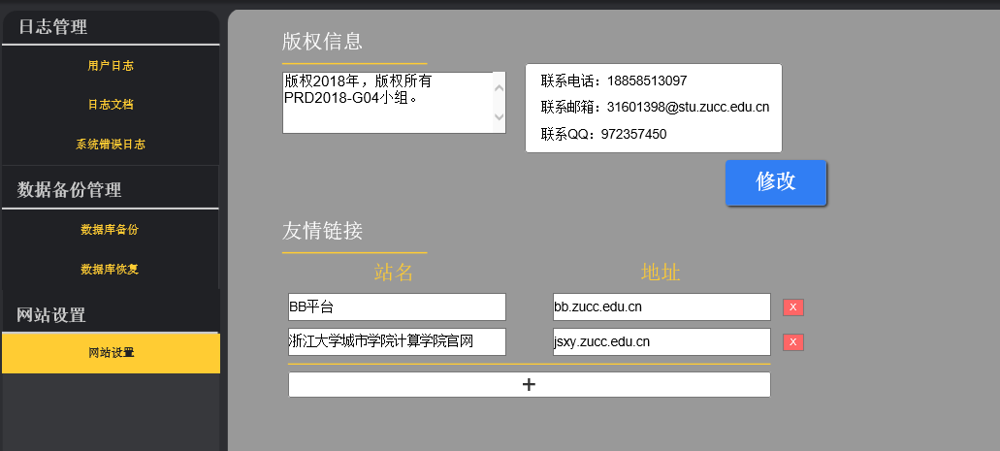 日志管理
用户日志
日志文档
系统错误日志
数据备份管理
数据库备份
数据库恢复
网站设置
网站设置
版权信息
版权2018年，版权所有
PRD2018-G04小组。
联系电话：18858513097
联系邮箱：31601398@stu.zucc.edu.cn
联系QQ：972357450
修改
友情链接
站名 地址
BB平台 bb.zucc.edu.cn X
浙江大学城市学院计算学院官网 jsxy.zucc.edu.cn X
+